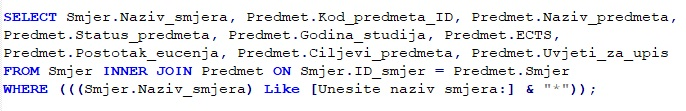 SELECT Smjer.Naziv_smjera, Predmet.Kod_predmeta_ID, Predmet.Naziv_predmeta,
Predmet.Status_predmeta, Predmet.Godina_studija, Predmet.ECTS,
Predmet.Postotak_eucenja, Predmet.Ciljevi_predmeta, Predmet.Uvjeti_za_upis
FROM Smjer INNER JOIN Predmet ON Smjer.ID_smjer = Predmet.Smjer
WHERE (((Smjer.Naziv_smjera) Like [Unesite naziv smjera:] & "*"));